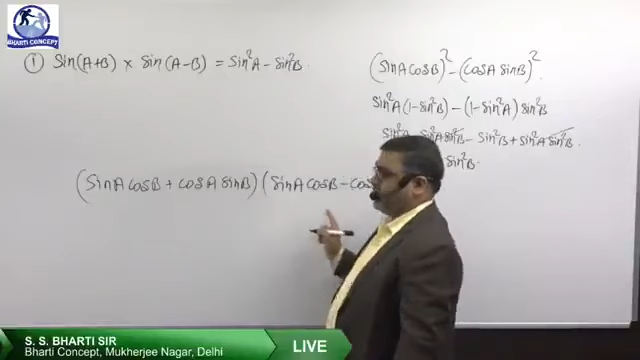 BHARTI CONCEPT
① Sin(A+B) × Sin(A−B) = Sin²A − Sin²B.
(SinA CosB)² − (CosA SinB)².
Sin²A(1−Sin²B) − (1−Sin²A) Sin²B
Sin²A − Sin²A Sin²B − Sin²B + Sin²A Sin²B.
Sin²B.
(SinA CosB + CosA SinB) (SinA CosB − Cos
S. S. BHARTI SIR
Bharti Concept, Mukherjee Nagar, Delhi
LIVE